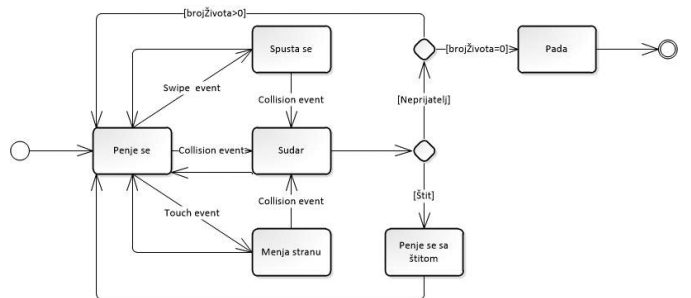 [brojŽivota>0]
Spusta se
[brojŽivota=0]
Pada
Swipe event
Collision event
[Neprijatelj]
Penje se
Collision event
Sudar
Collision event
[Štit]
Touch event
Menja stranu
Penje se sa
štitom